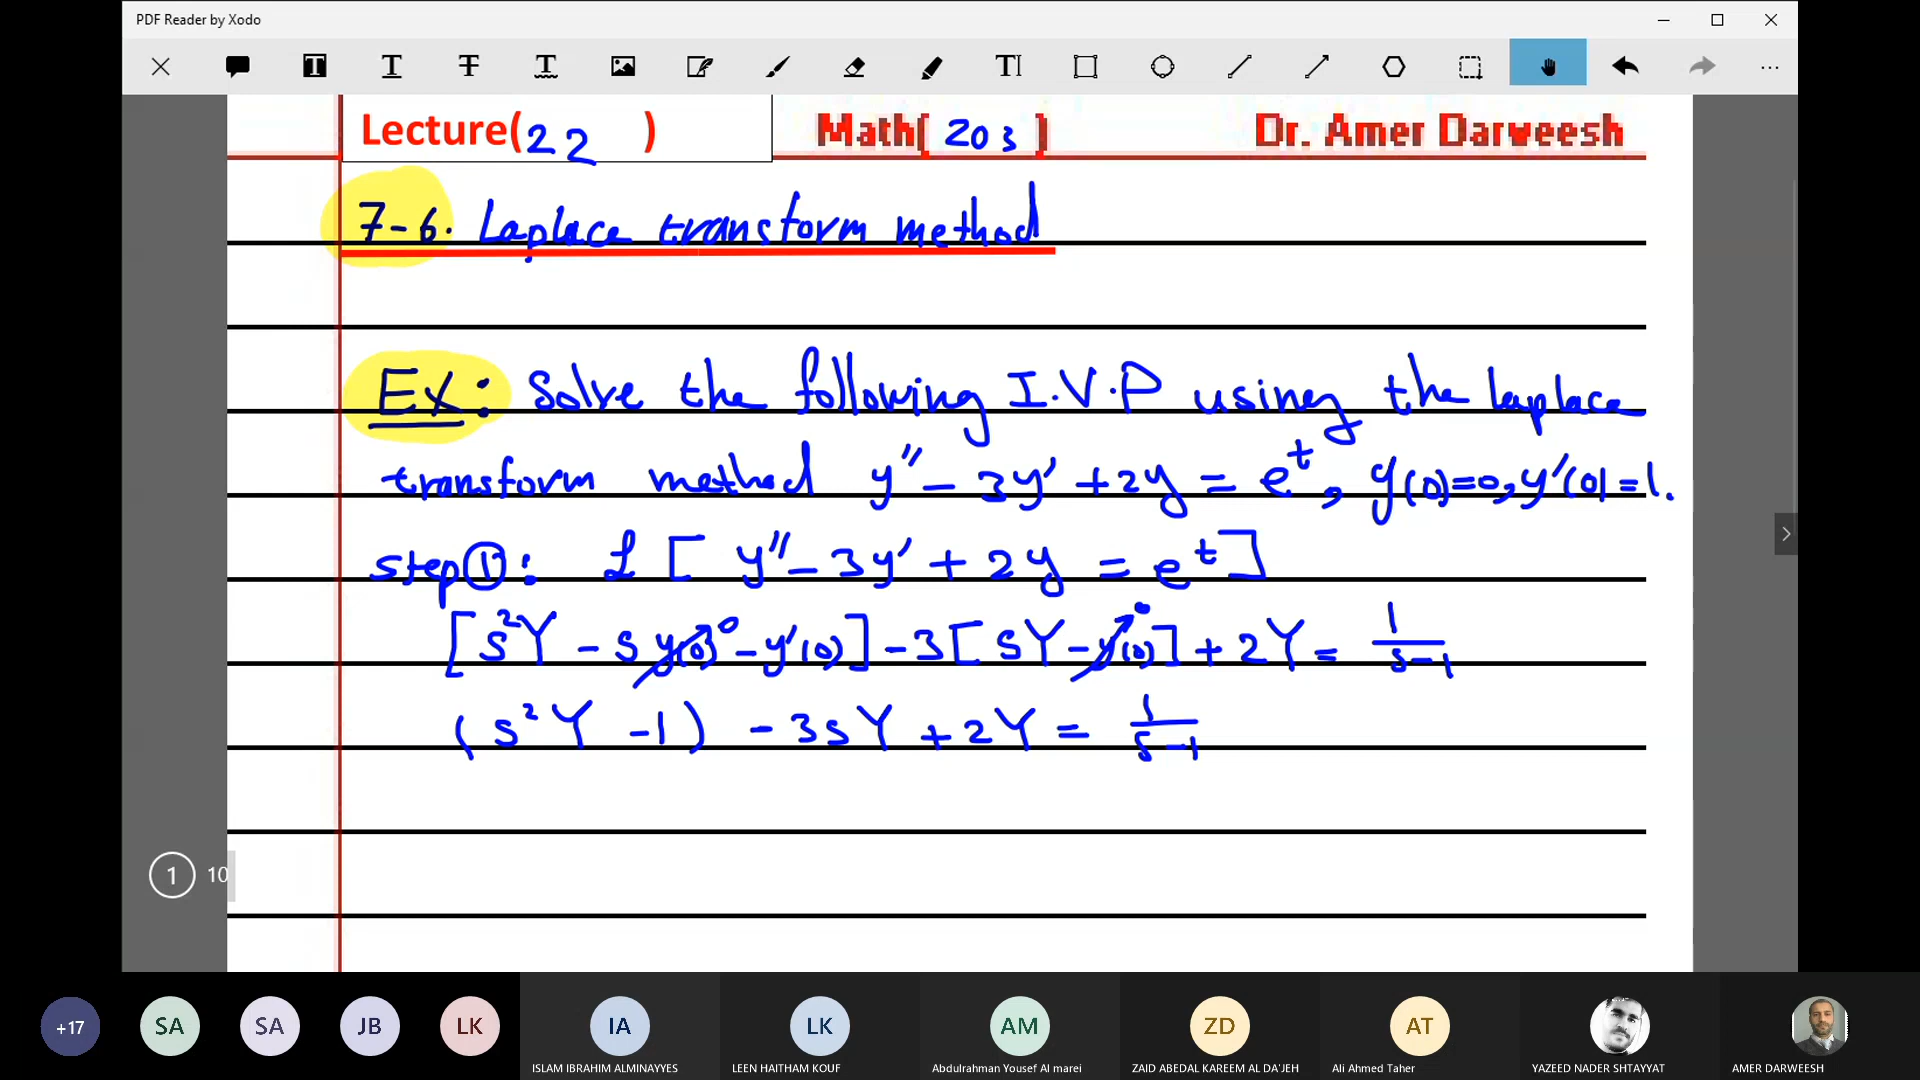 PDF Reader by Xodo
Lecture(22 ) Math( 203 ) Dr. Amer Darweesh
7-6. Laplace transform method
Ex: Solve the following I.V.P using the laplace
transform method y'' - 3y' + 2y = e^t, y(0)=0, y'(0)=1.
step ①: ℒ [ y'' - 3y' + 2y = e^t ]
[s²Y - s y(0)⁰ - y'(0)] - 3[sY - y(0)⁰] + 2Y = 1/(s-1)
(s²Y - 1) - 3sY + 2Y = 1/(s-1)
1 10
+17 SA SA JB LK IA LK AM ZD AT
ISLAM IBRAHIM ALMINAYYES LEEN HAITHAM KOUF Abdulrahman Yousef Al marei ZAID ABEDAL KAREEM AL DA'JEH Ali Ahmed Taher YAZEED NADER SHTAYYAT AMER DARWEESH